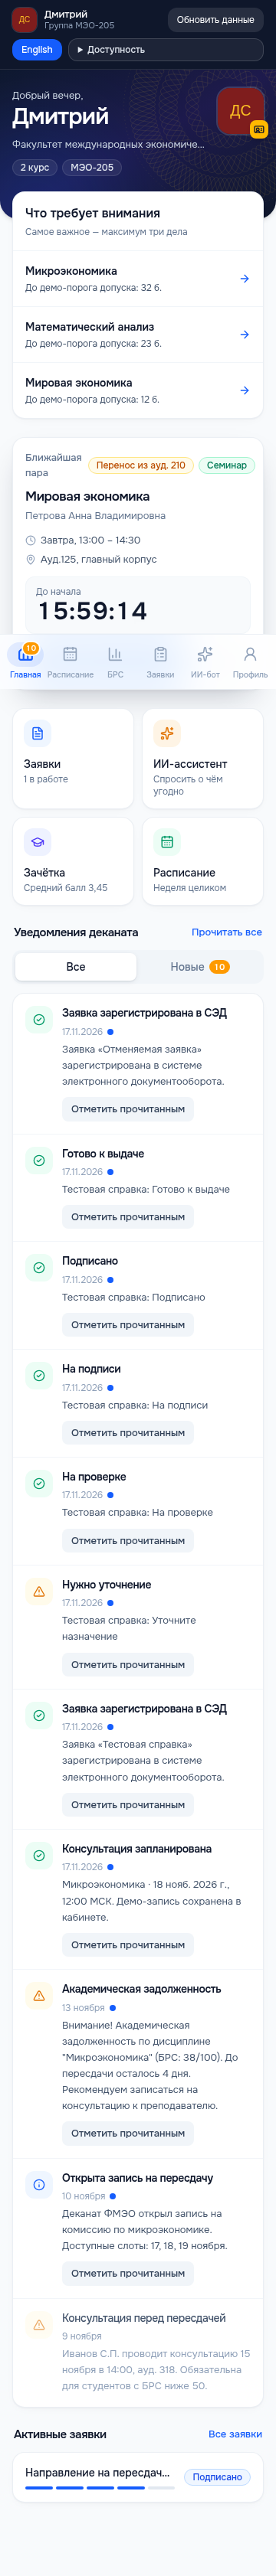 ДС
Дмитрий
Группа МЭО-205
Обновить данные
English
▶ Доступность
Добрый вечер,
Дмитрий
ДС
Факультет международных экономиче...
2 курс
МЭО-205
Что требует внимания
Самое важное — максимум три дела
Микроэкономика
До демо-порога допуска: 32 б.
Математический анализ
До демо-порога допуска: 23 б.
Мировая экономика
До демо-порога допуска: 12 б.
Ближайшая
пара
Перенос из ауд. 210
Семинар
Мировая экономика
Петрова Анна Владимировна
Завтра, 13:00 – 14:30
Ауд.125, главный корпус
До начала
15:59:14
10
Главная
Расписание
БРС
Заявки
ИИ-бот
Профиль
Заявки
1 в работе
ИИ-ассистент
Спросить о чём
угодно
Зачётка
Средний балл 3,45
Расписание
Неделя целиком
Уведомления деканата
Прочитать все
Все
Новые 10
Заявка зарегистрирована в СЭД
17.11.2026
Заявка «Отменяемая заявка»
зарегистрирована в системе
электронного документооборота.
Отметить прочитанным
Готово к выдаче
17.11.2026
Тестовая справка: Готово к выдаче
Отметить прочитанным
Подписано
17.11.2026
Тестовая справка: Подписано
Отметить прочитанным
На подписи
17.11.2026
Тестовая справка: На подписи
Отметить прочитанным
На проверке
17.11.2026
Тестовая справка: На проверке
Отметить прочитанным
Нужно уточнение
17.11.2026
Тестовая справка: Уточните
назначение
Отметить прочитанным
Заявка зарегистрирована в СЭД
17.11.2026
Заявка «Тестовая справка»
зарегистрирована в системе
электронного документооборота.
Отметить прочитанным
Консультация запланирована
17.11.2026
Микроэкономика · 18 нояб. 2026 г.,
12:00 МСК. Демо-запись сохранена в
кабинете.
Отметить прочитанным
Академическая задолженность
13 ноября
Внимание! Академическая
задолженность по дисциплине
"Микроэкономика" (БРС: 38/100). До
пересдачи осталось 4 дня.
Рекомендуем записаться на
консультацию к преподавателю.
Отметить прочитанным
Открыта запись на пересдачу
10 ноября
Деканат ФМЭО открыл запись на
комиссию по микроэкономике.
Доступные слоты: 17, 18, 19 ноября.
Отметить прочитанным
Консультация перед пересдачей
9 ноября
Иванов С.П. проводит консультацию 15
ноября в 14:00, ауд. 318. Обязательна
для студентов с БРС ниже 50.
Активные заявки
Все заявки
Направление на пересдач...
Подписано